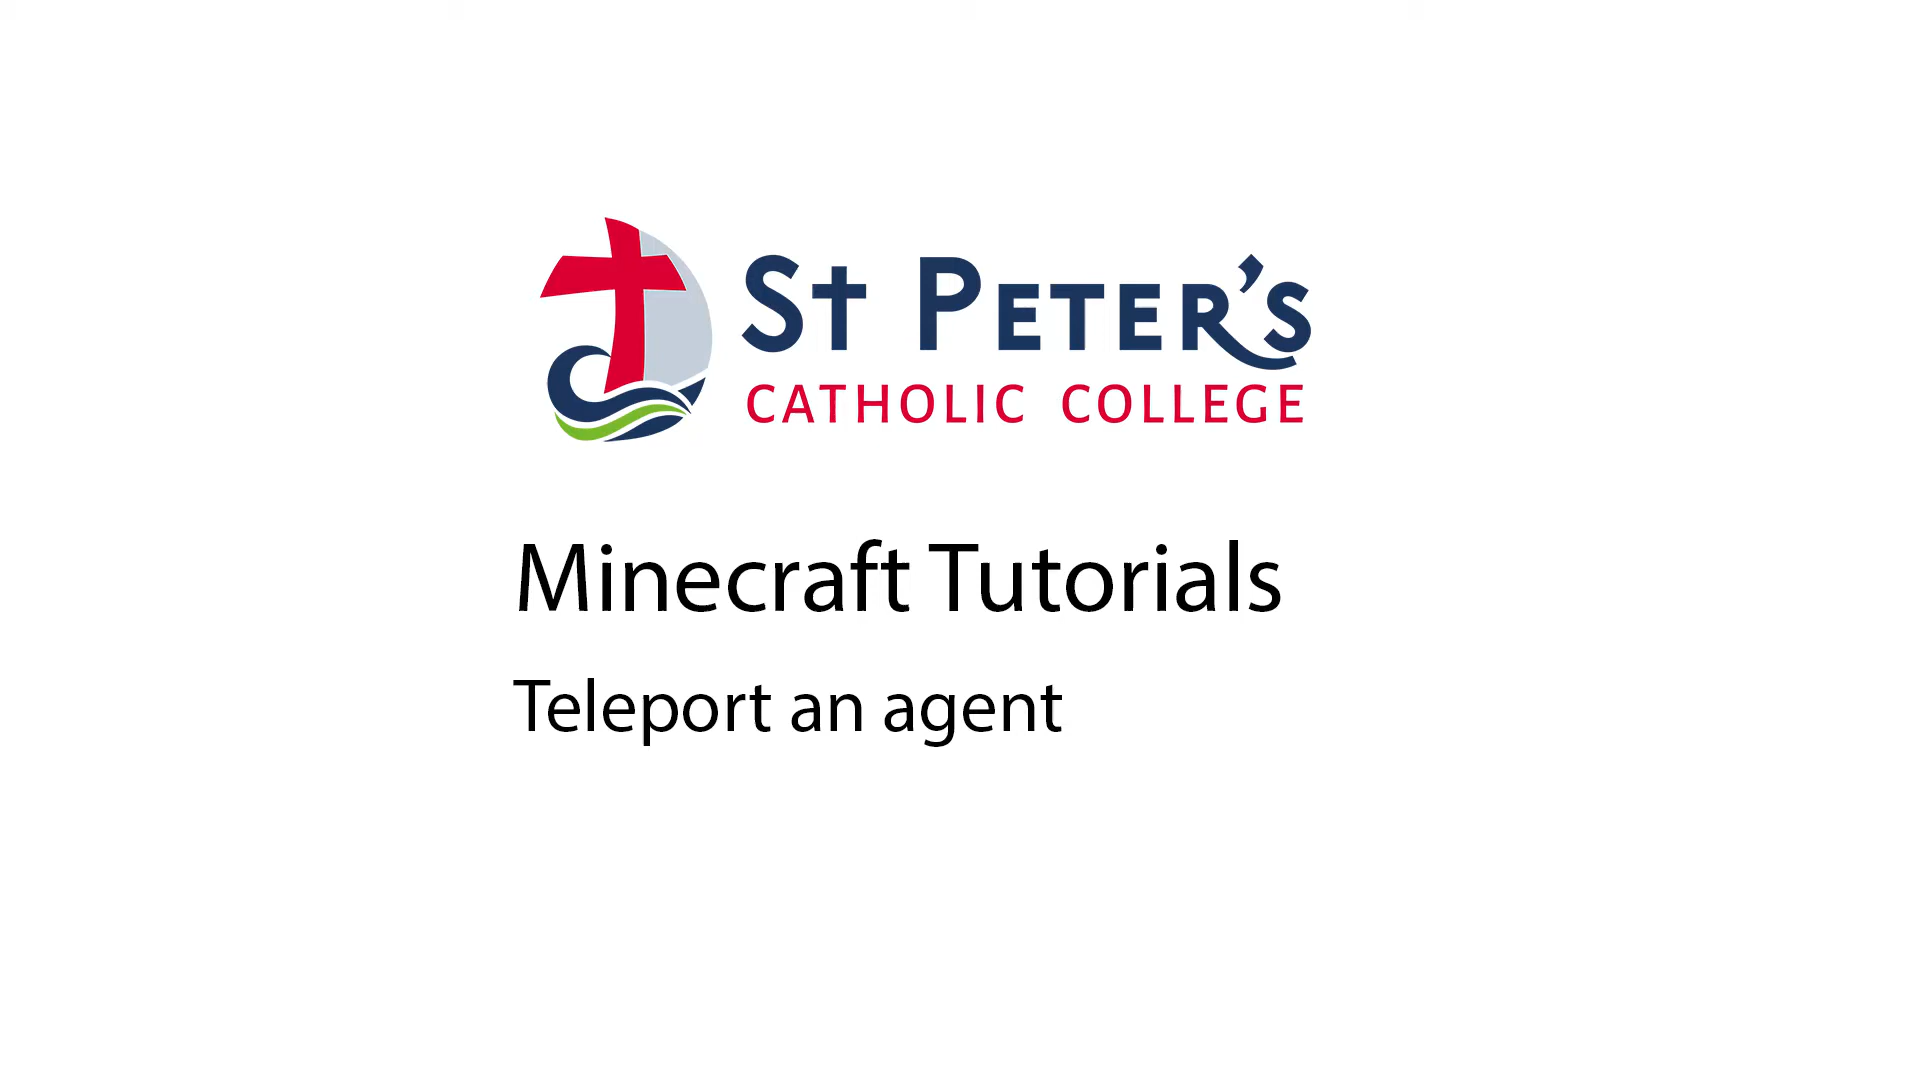 St Peter's
Catholic College
Minecraft Tutorials
Teleport an agent